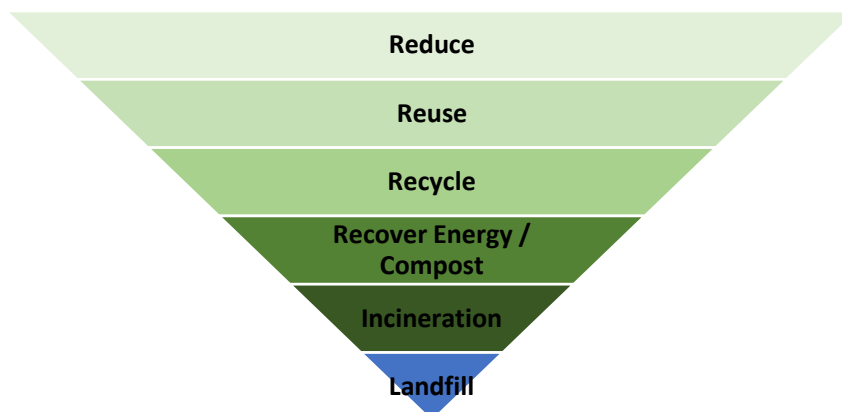 Reduce
Reuse
Recycle
Recover Energy /
Compost
Incineration
Landfill